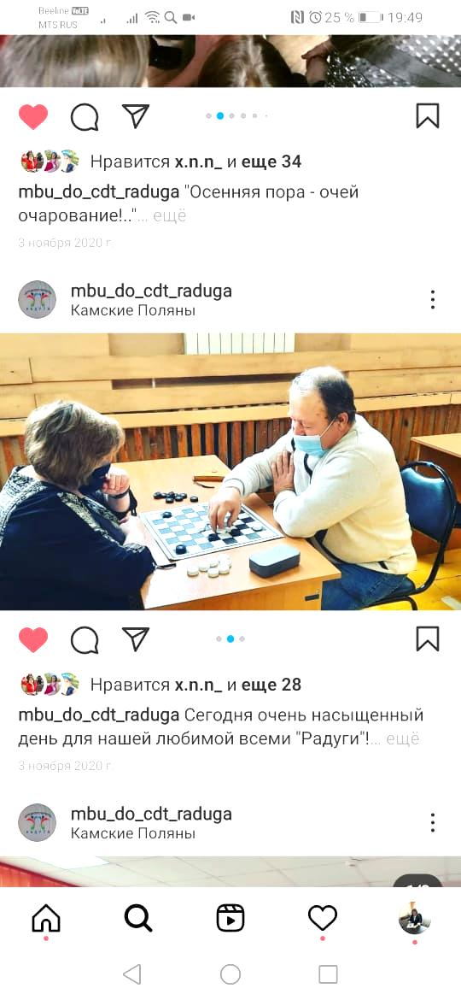 Beeline VoLTE
MTS RUS
25 %
19:49
Нравится x.n.n_ и еще 34
mbu_do_cdt_raduga "Осенняя пора - очей
очарование!.."... ещё
3 ноября 2020 г.
mbu_do_cdt_raduga
Камские Поляны
Нравится x.n.n_ и еще 28
mbu_do_cdt_raduga Сегодня очень насыщенный
день для нашей любимой всеми "Радуги"!... ещё
3 ноября 2020 г.
mbu_do_cdt_raduga
Камские Поляны